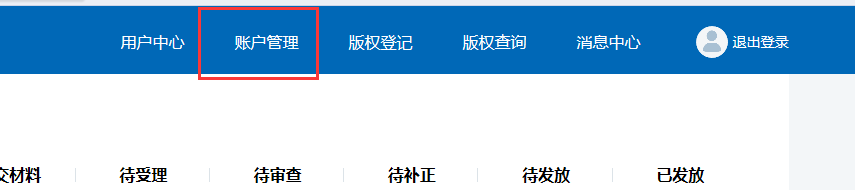 用户中心 账户管理 版权登记 版权查询 消息中心 退出登录
交材料 待受理 待审查 待补正 待发放 已发放